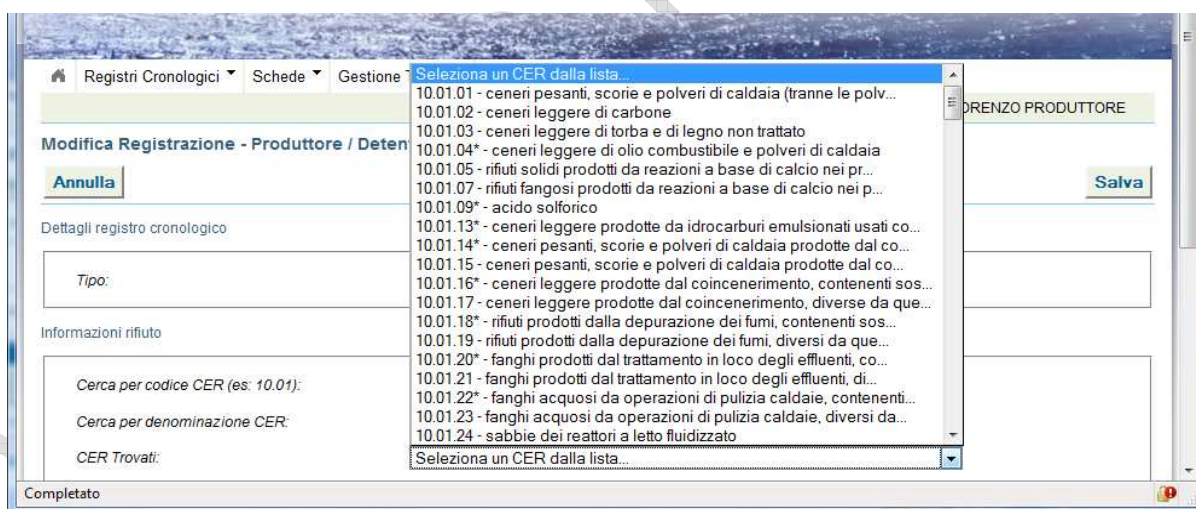 Registri Cronologici Schede Gestione
ORENZO PRODUTTORE
Modifica Registrazione - Produttore / Deten
Annulla
Salva
Dettagli registro cronologico
Tipo:
Informazioni rifiuto
Cerca per codice CER (es: 10.01):
Cerca per denominazione CER:
CER Trovati:
Seleziona un CER dalla lista...
10.01.01 - ceneri pesanti, scorie e polveri di caldaia (tranne le polv...
10.01.02 - ceneri leggere di carbone
10.01.03 - ceneri leggere di torba e di legno non trattato
10.01.04* - ceneri leggere di olio combustibile e polveri di caldaia
10.01.05 - rifiuti solidi prodotti da reazioni a base di calcio nei pr...
10.01.07 - rifiuti fangosi prodotti da reazioni a base di calcio nei p...
10.01.09* - acido solforico
10.01.13* - ceneri leggere prodotte da idrocarburi emulsionati usati co...
10.01.14* - ceneri pesanti, scorie e polveri di caldaia prodotte dal co...
10.01.15 - ceneri pesanti, scorie e polveri di caldaia prodotte dal co...
10.01.16* - ceneri leggere prodotte dal coincenerimento, contenenti sos...
10.01.17 - ceneri leggere prodotte dal coincenerimento, diverse da que...
10.01.18* - rifiuti prodotti dalla depurazione dei fumi, contenenti sos...
10.01.19 - rifiuti prodotti dalla depurazione dei fumi, diversi da que...
10.01.20* - fanghi prodotti dal trattamento in loco degli effluenti, co...
10.01.21 - fanghi prodotti dal trattamento in loco degli effluenti, di...
10.01.22* - fanghi acquosi da operazioni di pulizia caldaie, contenenti...
10.01.23 - fanghi acquosi da operazioni di pulizia caldaie, diversi da...
10.01.24 - sabbie dei reattori a letto fluidizzato
Seleziona un CER dalla lista...
Completato